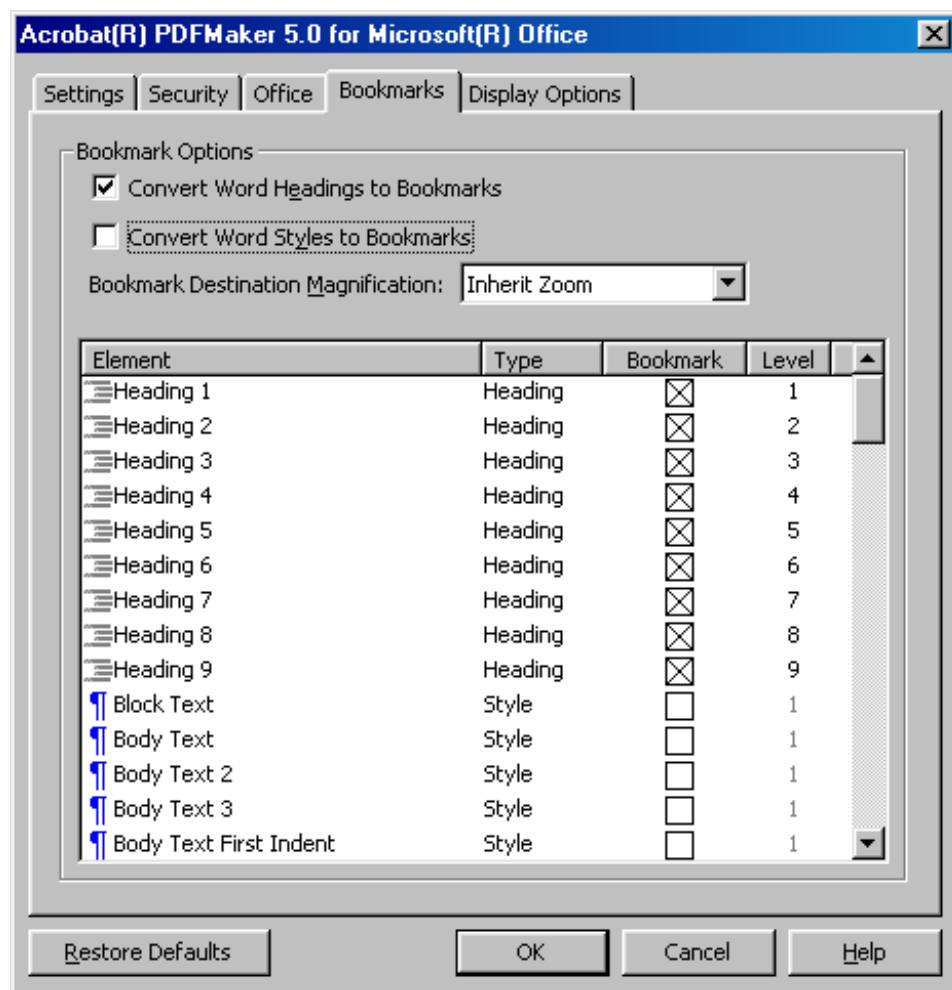 Acrobat(R) PDFMaker 5.0 for Microsoft(R) Office
Settings Security Office Bookmarks Display Options
Bookmark Options
Convert Word Headings to Bookmarks
Convert Word Styles to Bookmarks
Bookmark Destination Magnification: Inherit Zoom
Element Type Bookmark Level
Heading 1 Heading 1
Heading 2 Heading 2
Heading 3 Heading 3
Heading 4 Heading 4
Heading 5 Heading 5
Heading 6 Heading 6
Heading 7 Heading 7
Heading 8 Heading 8
Heading 9 Heading 9
¶ Block Text Style 1
¶ Body Text Style 1
¶ Body Text 2 Style 1
¶ Body Text 3 Style 1
¶ Body Text First Indent Style 1
Restore Defaults OK Cancel Help